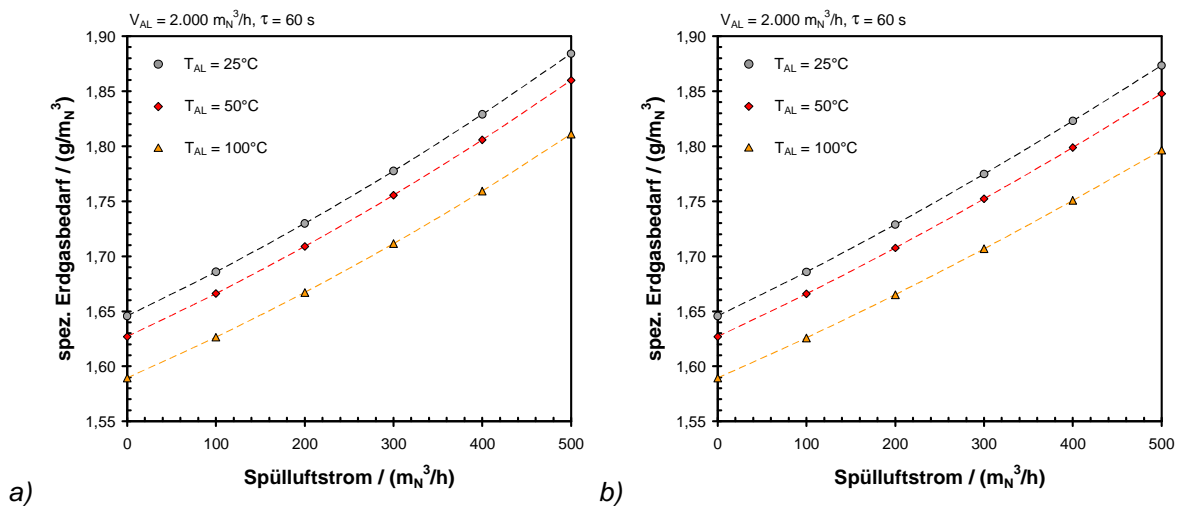 V_AL = 2.000 m_N^3/h, τ = 60 s
spez. Erdgasbedarf / (g/m_N^3)
1,90
1,85
1,80
1,75
1,70
1,65
1,60
1,55
T_AL = 25°C
T_AL = 50°C
T_AL = 100°C
0 100 200 300 400 500
Spülluftstrom / (m_N^3/h)
a)
V_AL = 2.000 m_N^3/h, τ = 60 s
spez. Erdgasbedarf / (g/m_N^3)
1,90
1,85
1,80
1,75
1,70
1,65
1,60
1,55
T_AL = 25°C
T_AL = 50°C
T_AL = 100°C
0 100 200 300 400 500
Spülluftstrom / (m_N^3/h)
b)